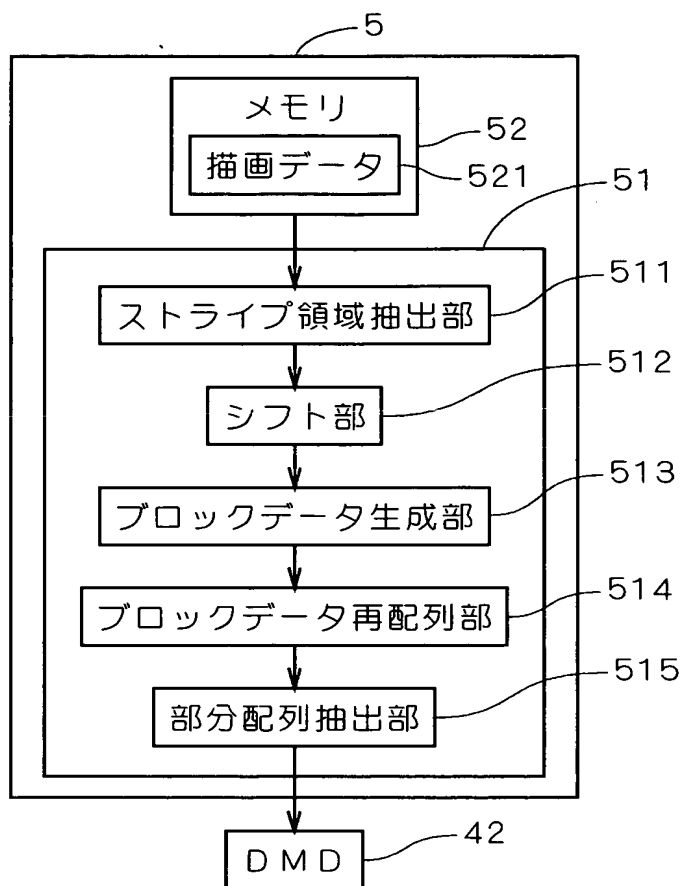 5
メモリ
52
描画データ
521
51
511
ストライプ領域抽出部
512
シフト部
513
ブロックデータ生成部
514
ブロックデータ再配列部
515
部分配列抽出部
42
DMD